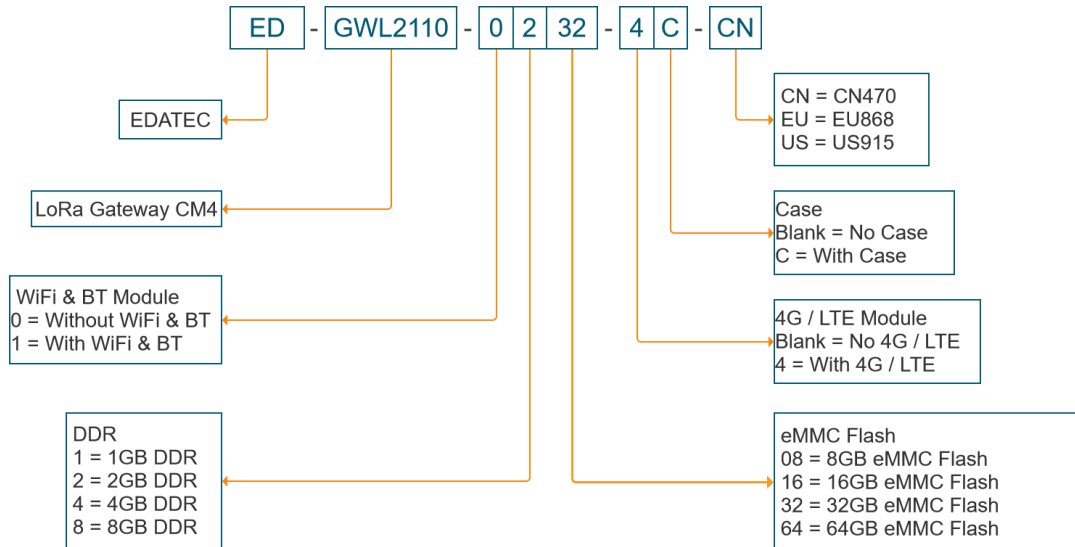 ED - GWL2110 - 0 2 32 - 4 C - CN
EDATEC
LoRa Gateway CM4
WiFi & BT Module
0 = Without WiFi & BT
1 = With WiFi & BT
DDR
1 = 1GB DDR
2 = 2GB DDR
4 = 4GB DDR
8 = 8GB DDR
CN = CN470
EU = EU868
US = US915
Case
Blank = No Case
C = With Case
4G / LTE Module
Blank = No 4G / LTE
4 = With 4G / LTE
eMMC Flash
08 = 8GB eMMC Flash
16 = 16GB eMMC Flash
32 = 32GB eMMC Flash
64 = 64GB eMMC Flash